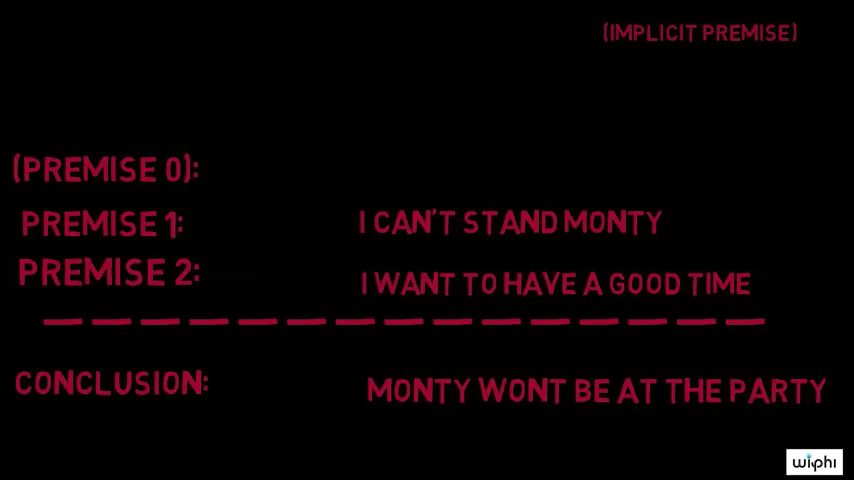 (IMPLICIT PREMISE)
(PREMISE 0):
PREMISE 1: I CAN'T STAND MONTY
PREMISE 2: I WANT TO HAVE A GOOD TIME
CONCLUSION: MONTY WONT BE AT THE PARTY
wiphi